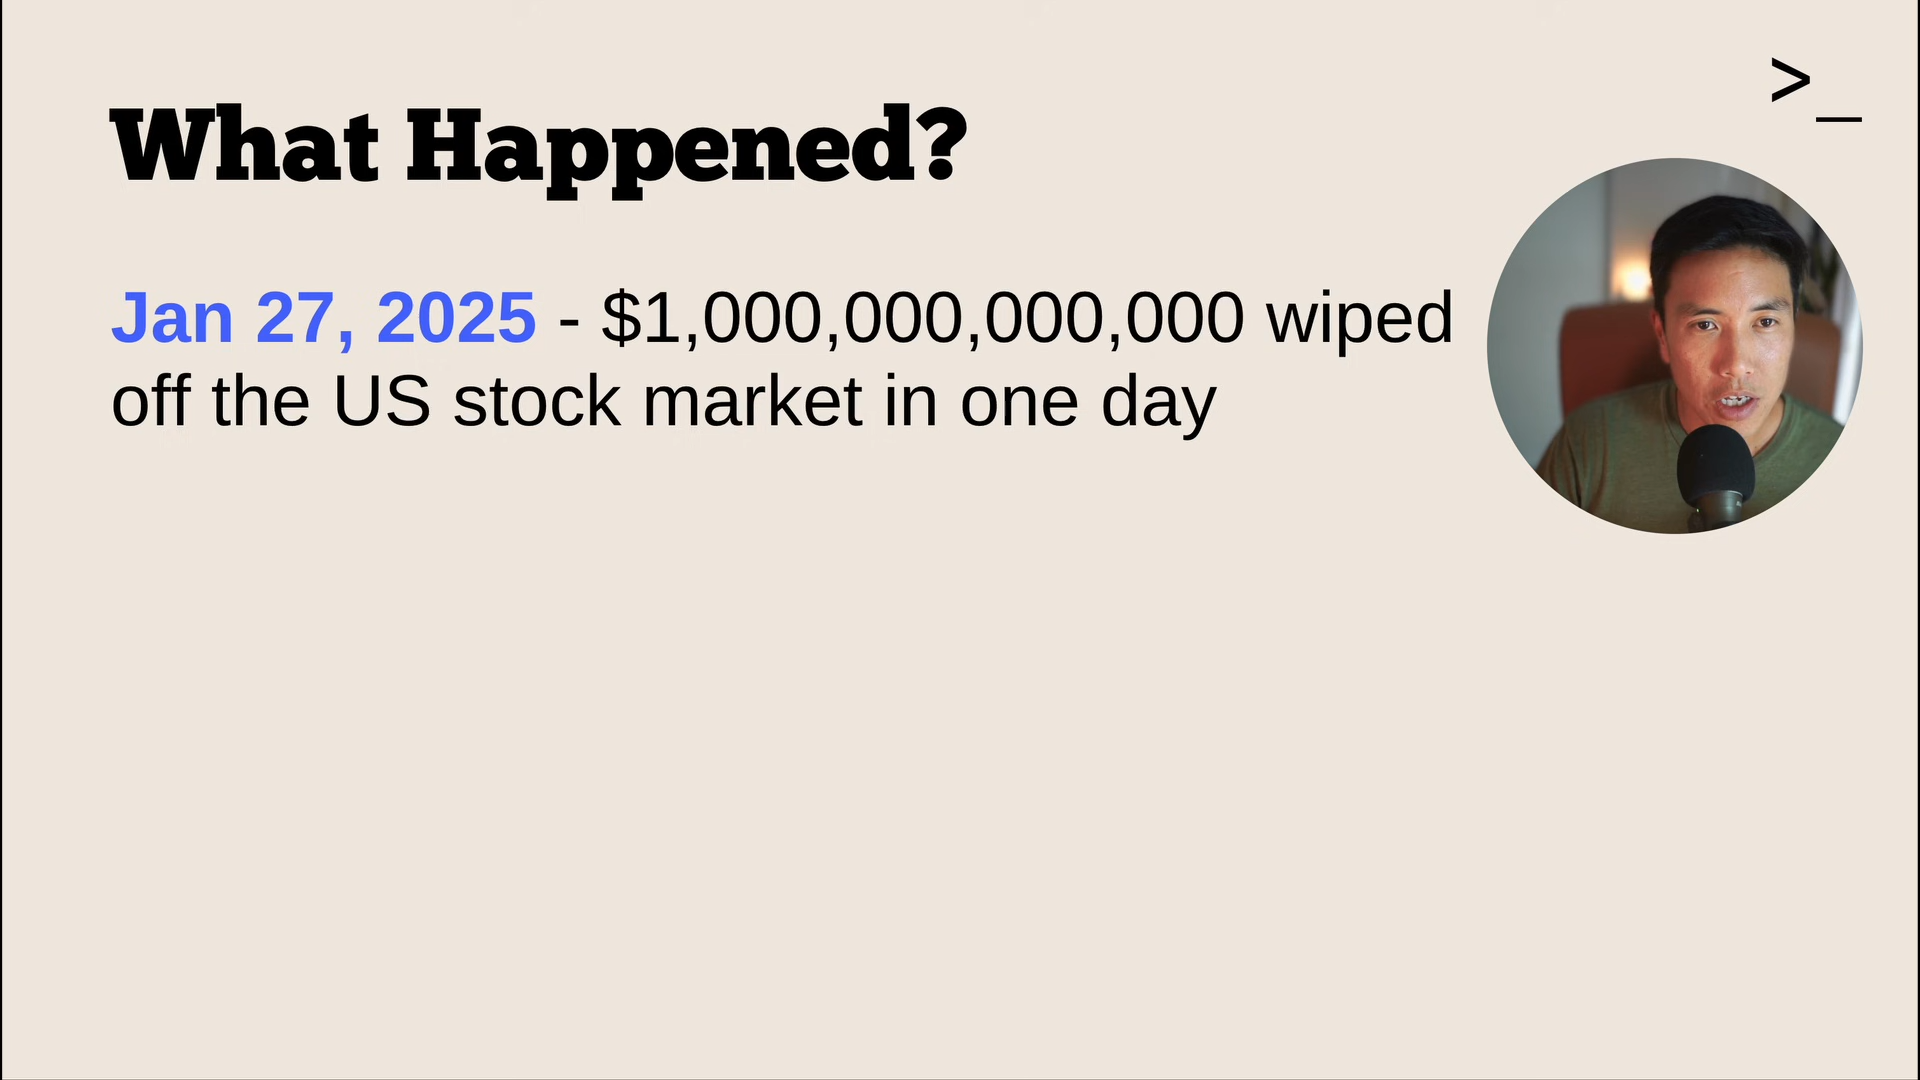 >_
What Happened?
Jan 27, 2025 - $1,000,000,000,000 wiped
off the US stock market in one day